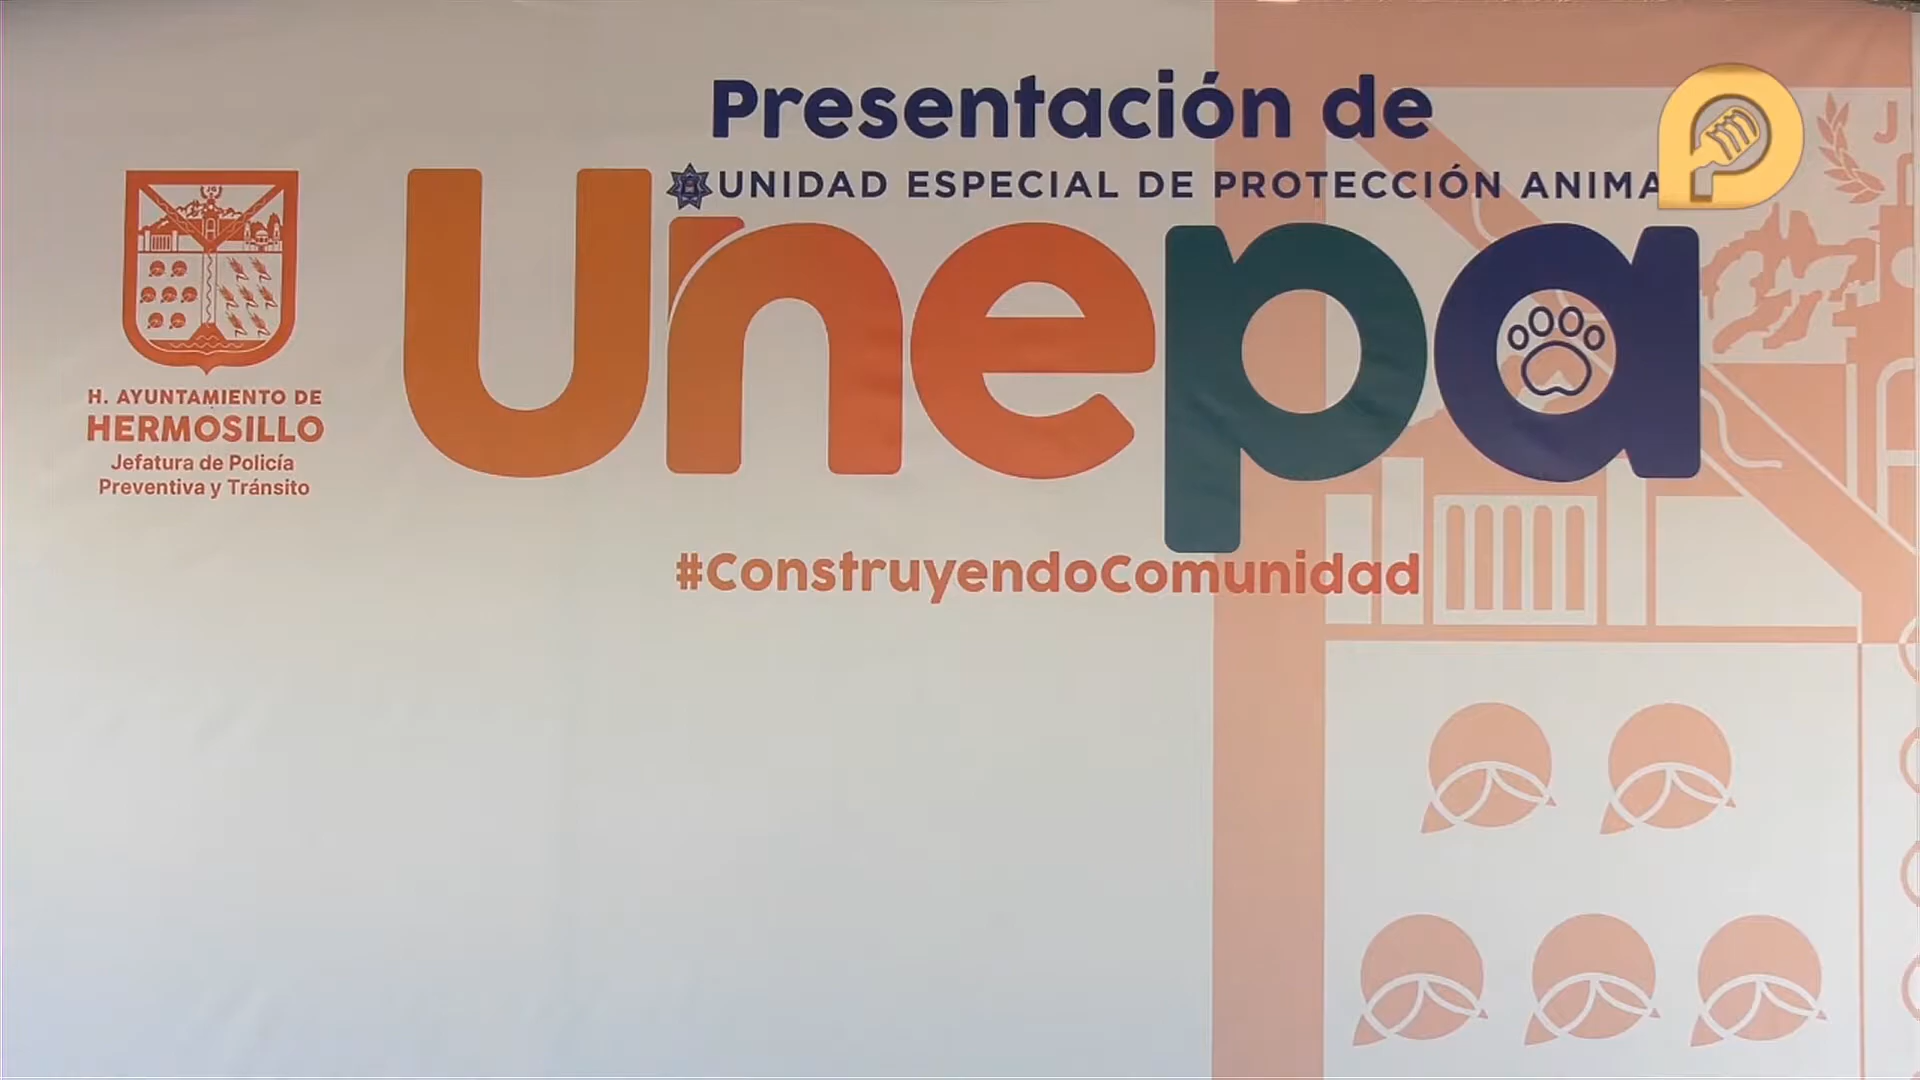 Presentación de
UNIDAD ESPECIAL DE PROTECCIÓN ANIMA
Unepa
H. AYUNTAMIENTO DE
HERMOSILLO
Jefatura de Policía
Preventiva y Tránsito
#ConstruyendoComunidad